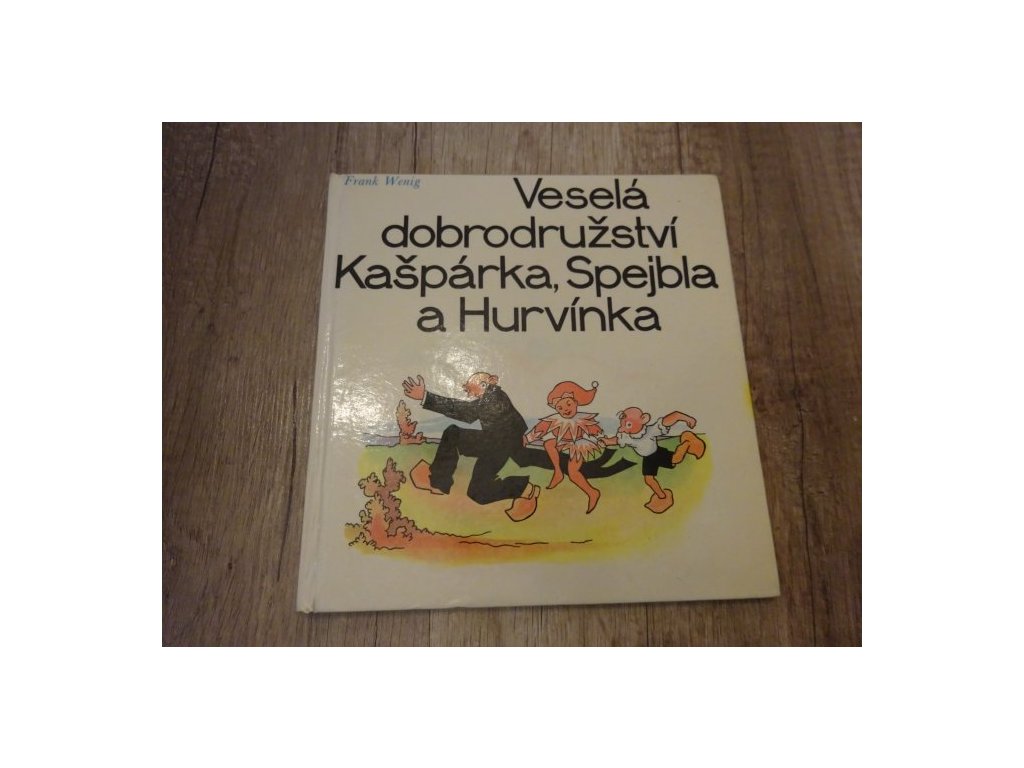 Frank Wenig
Veselá
dobrodružství
Kašpárka, Spejbla
a Hurvínka